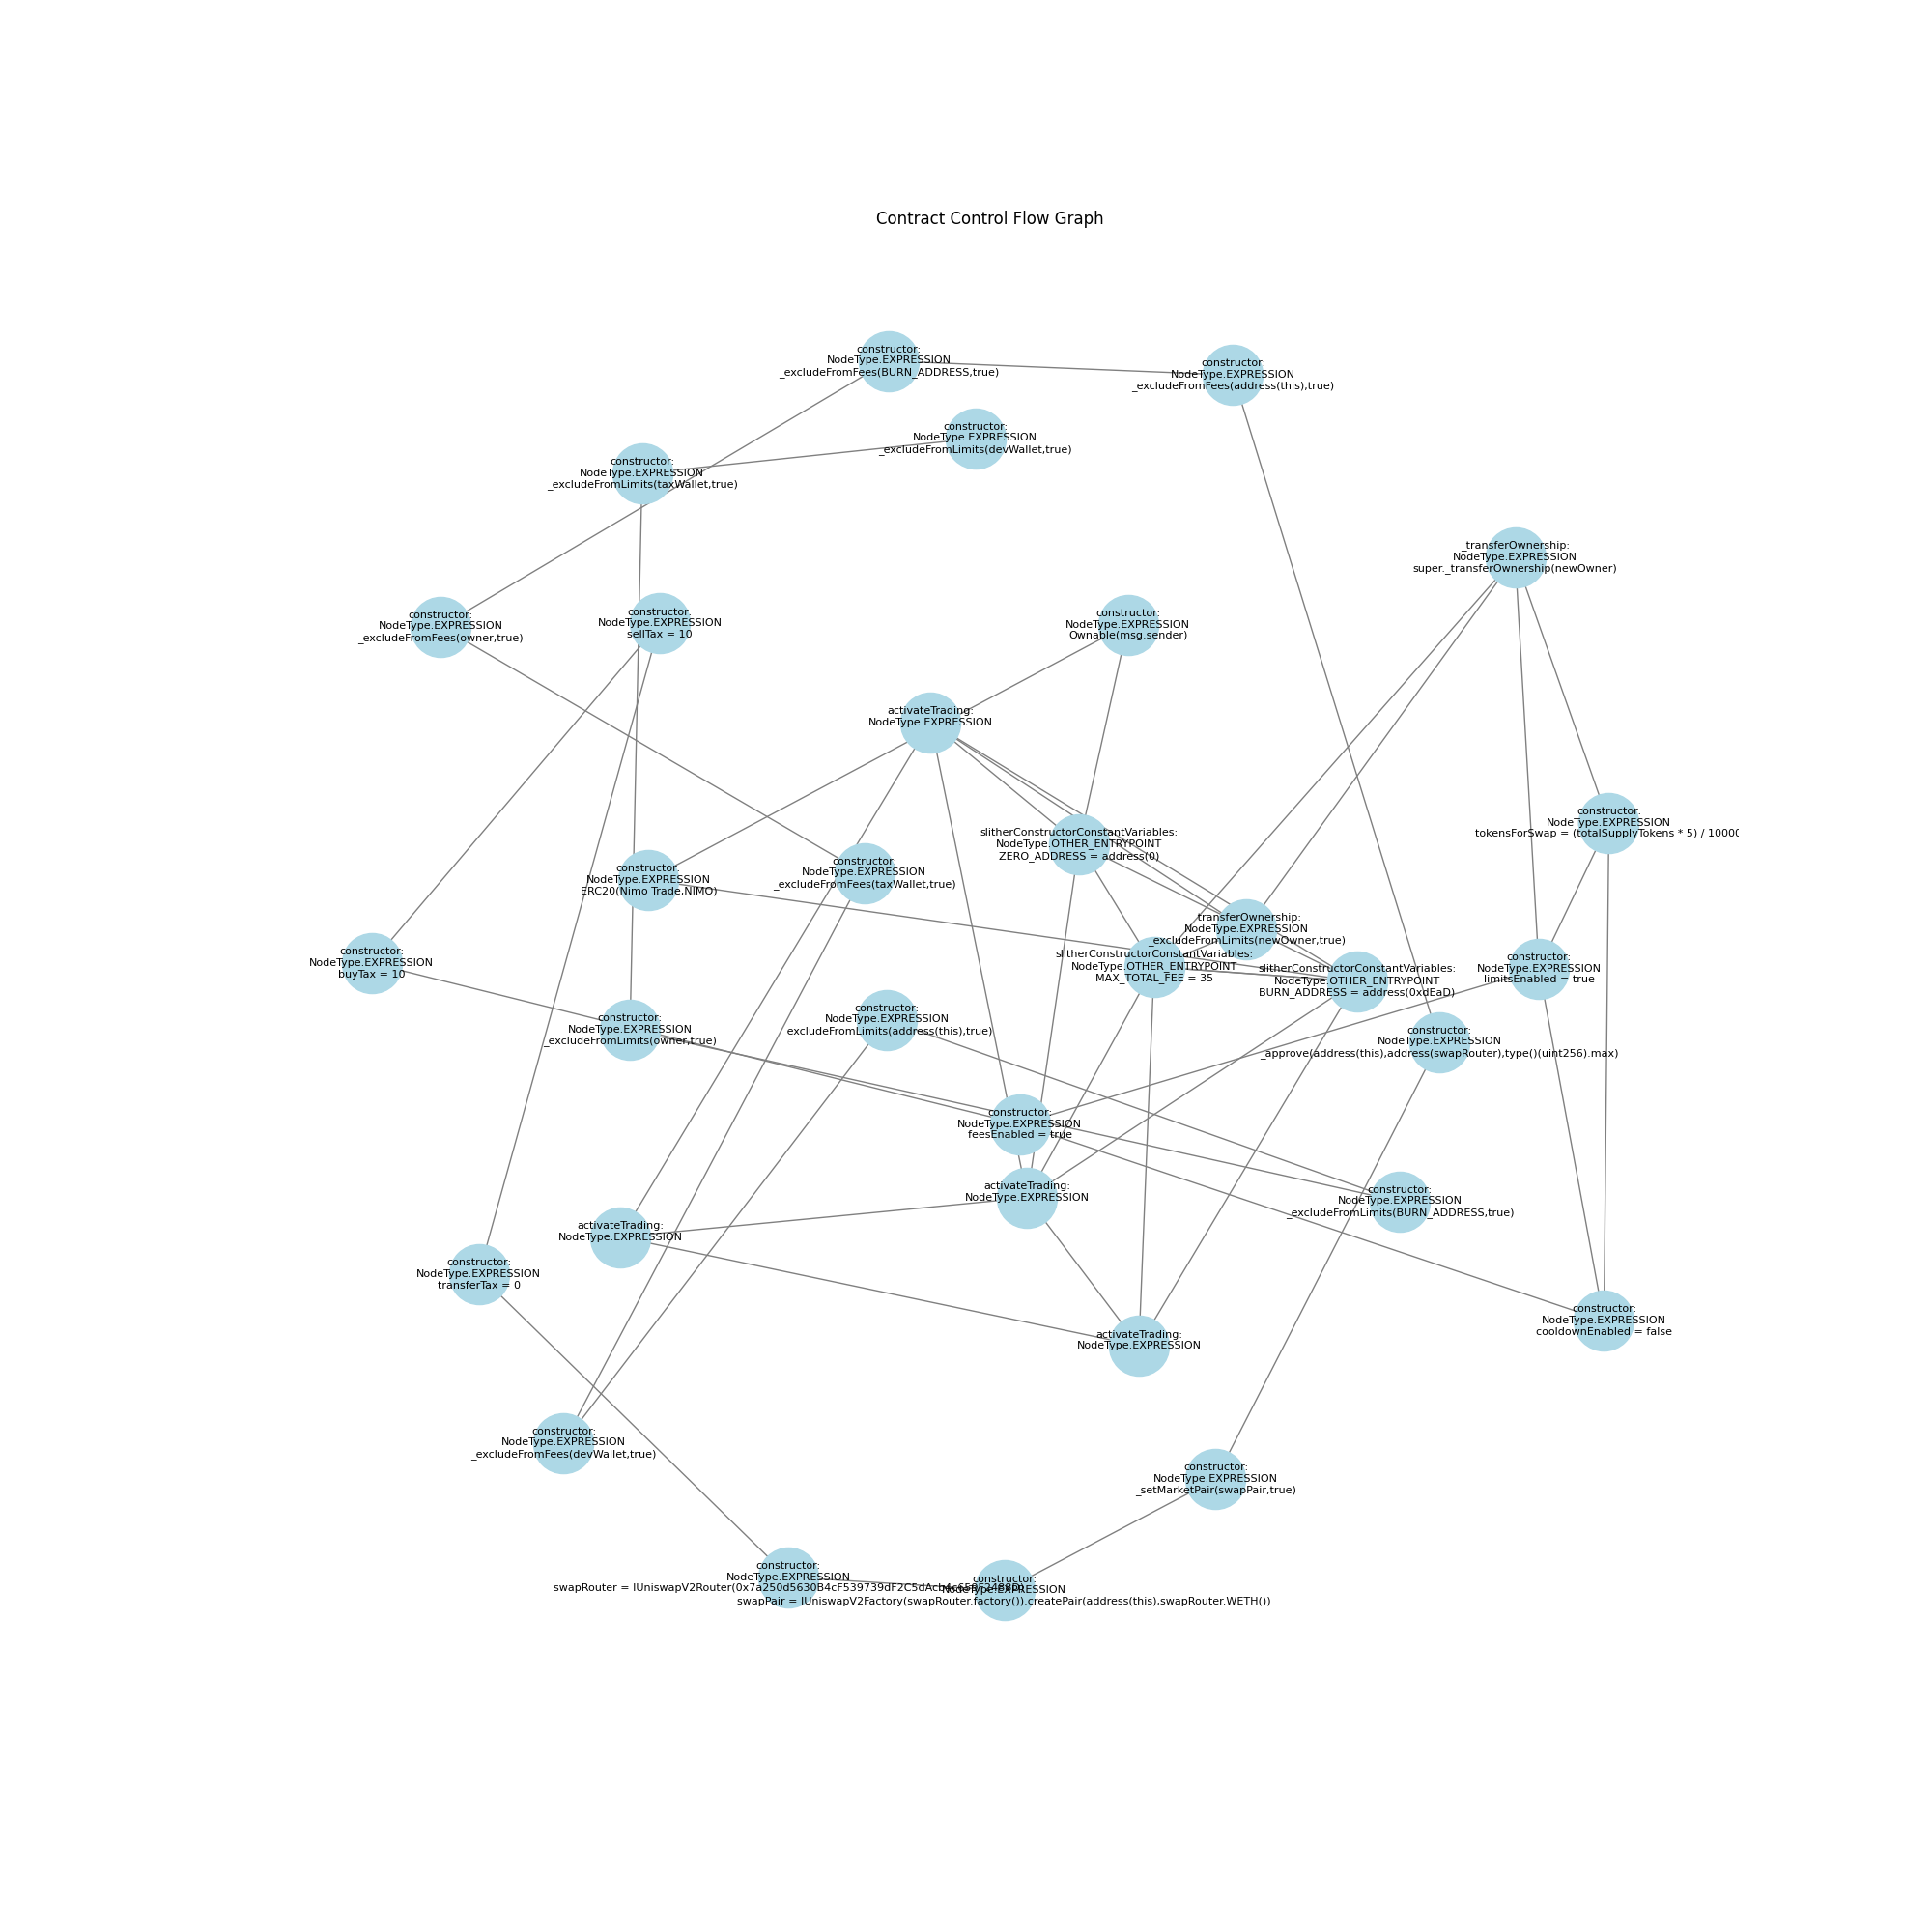 Contract Control Flow Graph
constructor:
NodeType.EXPRESSION
_excludeFromFees(BURN_ADDRESS,true)
constructor:
NodeType.EXPRESSION
_excludeFromFees(address(this),true)
constructor:
NodeType.EXPRESSION
_excludeFromLimits(devWallet,true)
constructor:
NodeType.EXPRESSION
_excludeFromLimits(taxWallet,true)
_transferOwnership:
NodeType.EXPRESSION
super._transferOwnership(newOwner)
constructor:
NodeType.EXPRESSION
_excludeFromFees(owner,true)
constructor:
NodeType.EXPRESSION
sellTax = 10
constructor:
NodeType.EXPRESSION
Ownable(msg.sender)
activateTrading:
NodeType.EXPRESSION
constructor:
NodeType.EXPRESSION
tokensForSwap = (totalSupplyTokens * 5) / 1000
slitherConstructorConstantVariables:
NodeType.OTHER_ENTRYPOINT
ZERO_ADDRESS = address(0)
constructor:
NodeType.EXPRESSION
ERC20(Nimo Trade,NIMO)
constructor:
NodeType.EXPRESSION
_excludeFromFees(taxWallet,true)
_transferOwnership:
NodeType.EXPRESSION
_excludeFromLimits(newOwner,true)
constructor:
NodeType.EXPRESSION
buyTax = 10
slitherConstructorConstantVariables:
NodeType.OTHER_ENTRYPOINT
MAX_TOTAL_FEE = 35
slitherConstructorConstantVariables:
NodeType.OTHER_ENTRYPOINT
BURN_ADDRESS = address(0xdEaD)
constructor:
NodeType.EXPRESSION
limitsEnabled = true
constructor:
NodeType.EXPRESSION
_excludeFromLimits(owner,true)
constructor:
NodeType.EXPRESSION
_excludeFromLimits(address(this),true)
constructor:
NodeType.EXPRESSION
_approve(address(this),address(swapRouter),type()(uint256).max)
constructor:
NodeType.EXPRESSION
feesEnabled = true
activateTrading:
NodeType.EXPRESSION
constructor:
NodeType.EXPRESSION
_excludeFromLimits(BURN_ADDRESS,true)
activateTrading:
NodeType.EXPRESSION
constructor:
NodeType.EXPRESSION
transferTax = 0
activateTrading:
NodeType.EXPRESSION
constructor:
NodeType.EXPRESSION
cooldownEnabled = false
constructor:
NodeType.EXPRESSION
_excludeFromFees(devWallet,true)
constructor:
NodeType.EXPRESSION
_setMarketPair(swapPair,true)
constructor:
NodeType.EXPRESSION
swapRouter =
constructor:
NodeType.EXPRESSION
swapPair = IUniswapV2Factory(swapRouter.factory()).createPair(address(this),swapRouter.WETH())